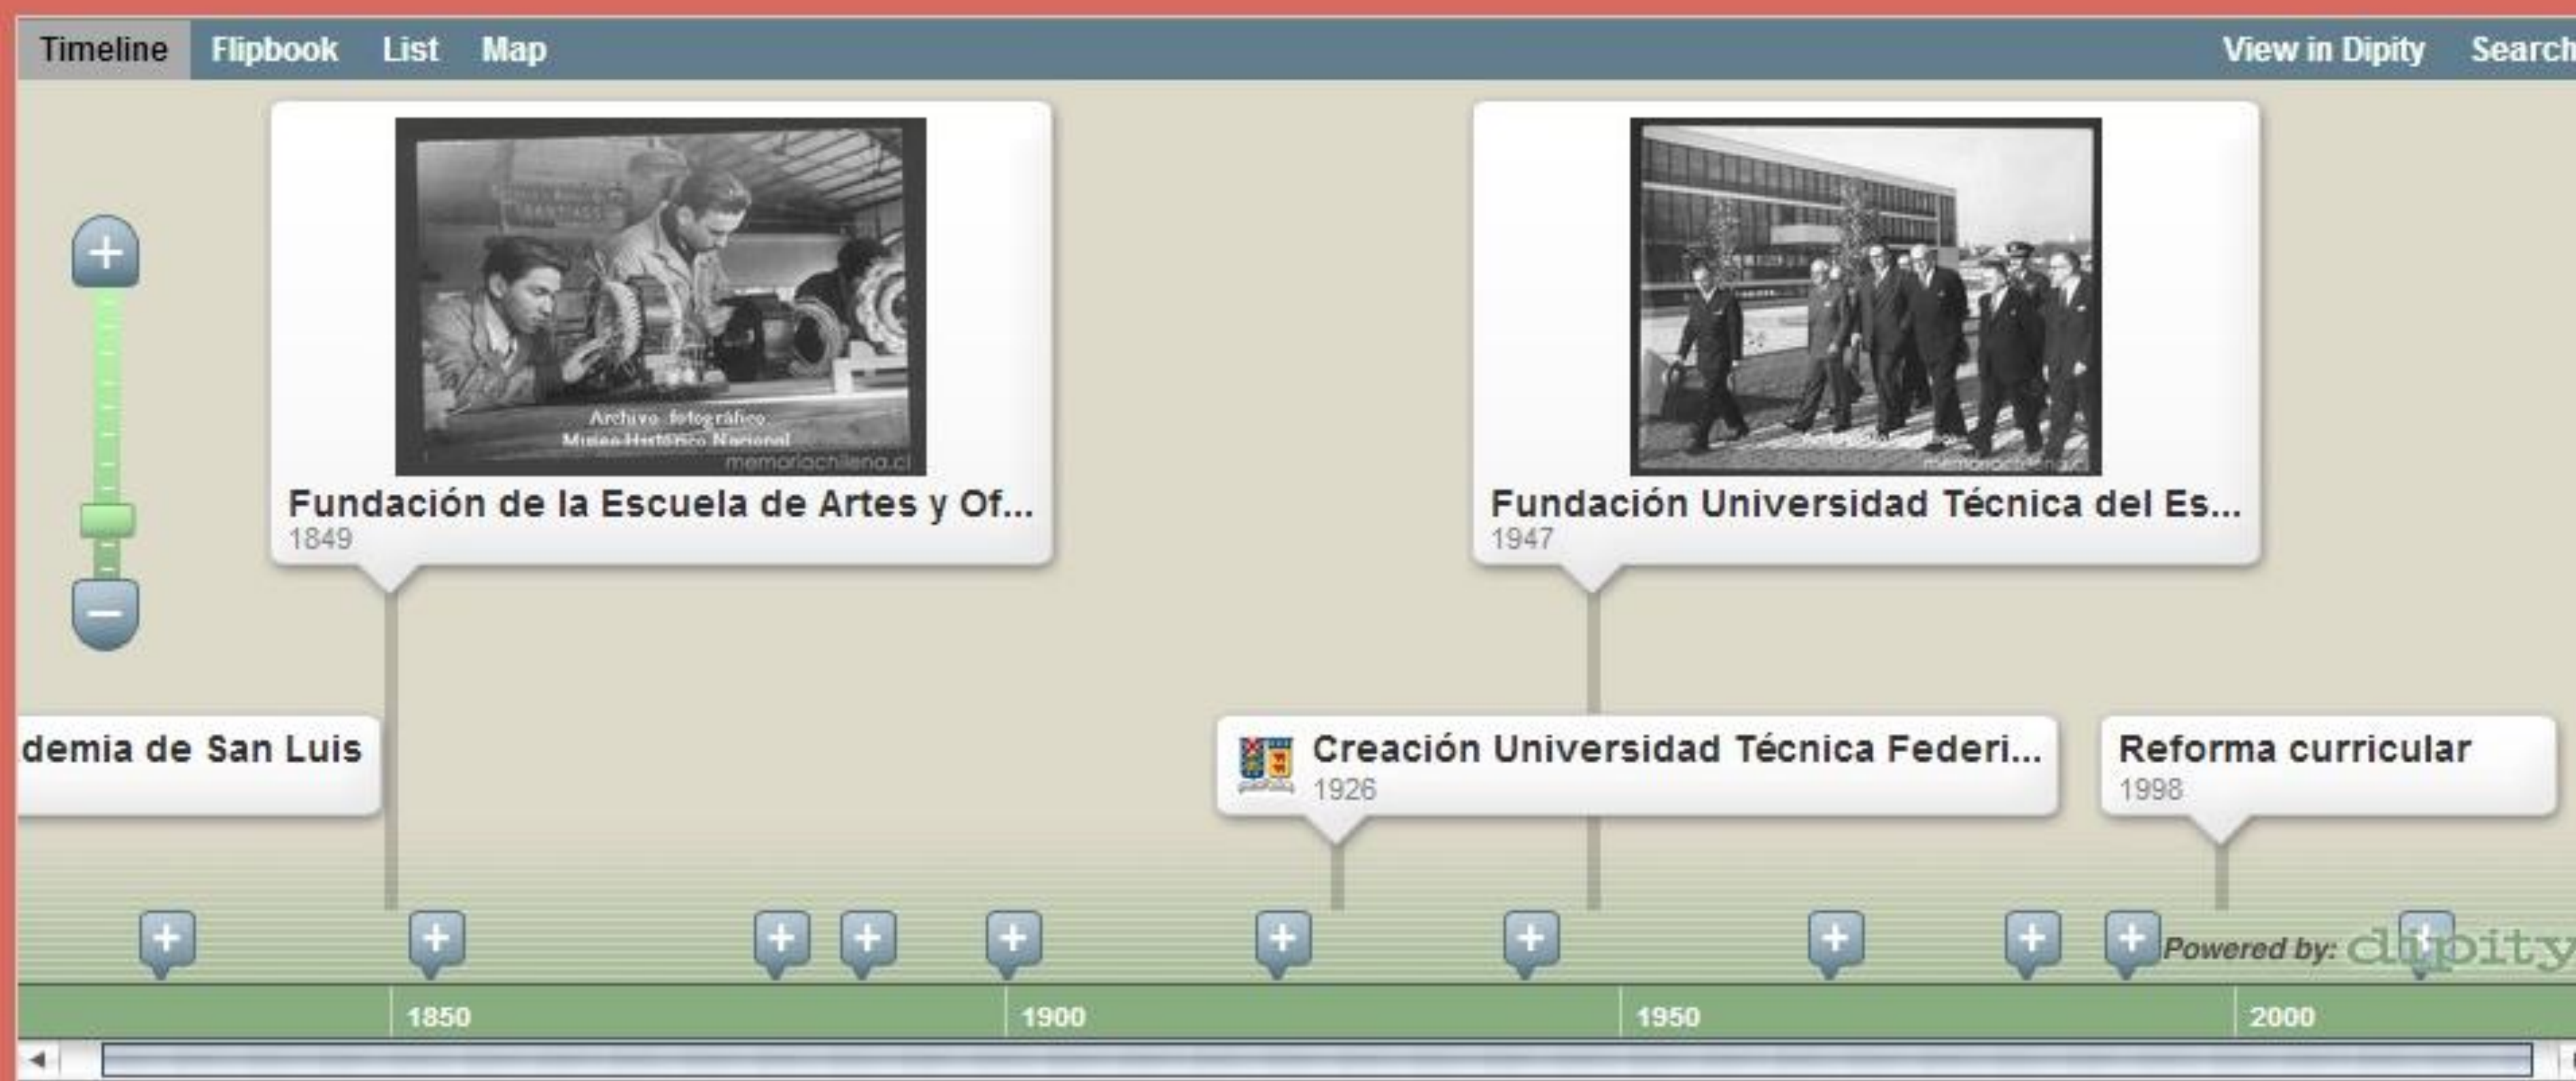 Timeline Flipbook List Map View in Dipity Search
SANTIAGO
Archivo fotográfico
Museo Histórico Nacional
memoriachilena.cl
Fundación de la Escuela de Artes y Of...
1849
memoriachilena.cl
Fundación Universidad Técnica del Es...
1947
demia de San Luis
Creación Universidad Técnica Federi...
1926
Reforma curricular
1998
Powered by: dipity
1850 1900 1950 2000